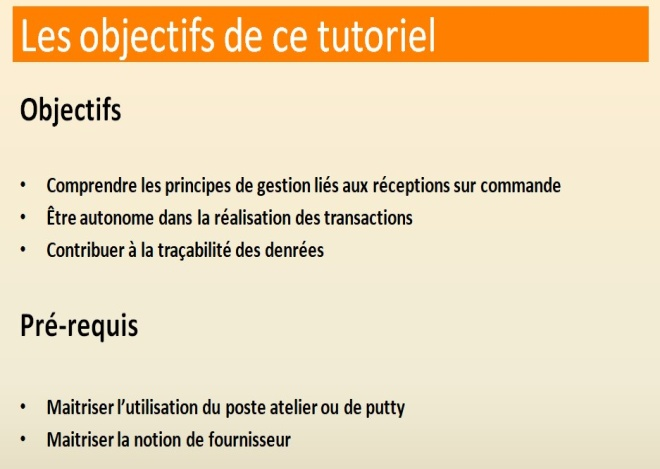 Les objectifs de ce tutoriel
Objectifs
• Comprendre les principes de gestion liés aux réceptions sur commande
• Être autonome dans la réalisation des transactions
• Contribuer à la traçabilité des denrées
Pré-requis
• Maitriser l’utilisation du poste atelier ou de putty
• Maitriser la notion de fournisseur